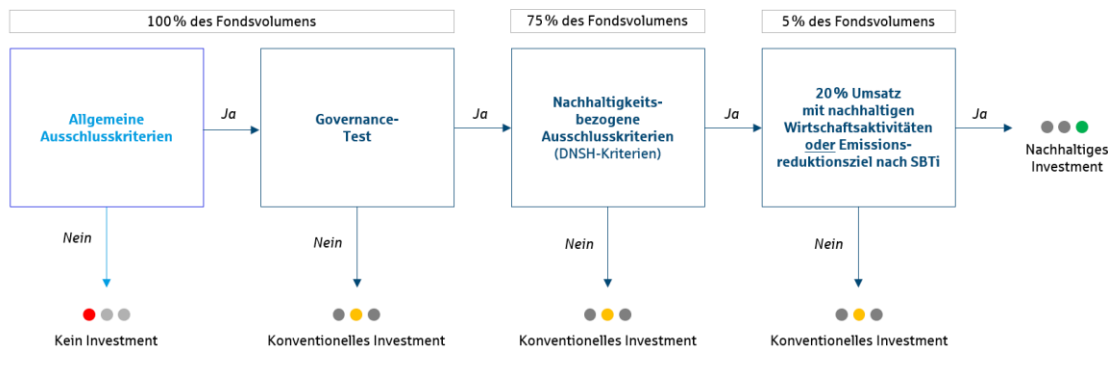 100 % des Fondsvolumens
75 % des Fondsvolumens
5 % des Fondsvolumens
Allgemeine
Ausschlusskriterien
Ja
Governance-
Test
Ja
Nachhaltigkeits-
bezogene
Ausschlusskriterien
(DNSH-Kriterien)
Ja
20 % Umsatz
mit nachhaltigen
Wirtschaftsaktivitäten
oder Emissions-
reduktionsziel nach SBTi
Ja
Nachhaltiges
Investment
Nein
Nein
Nein
Nein
Kein Investment
Konventionelles Investment
Konventionelles Investment
Konventionelles Investment